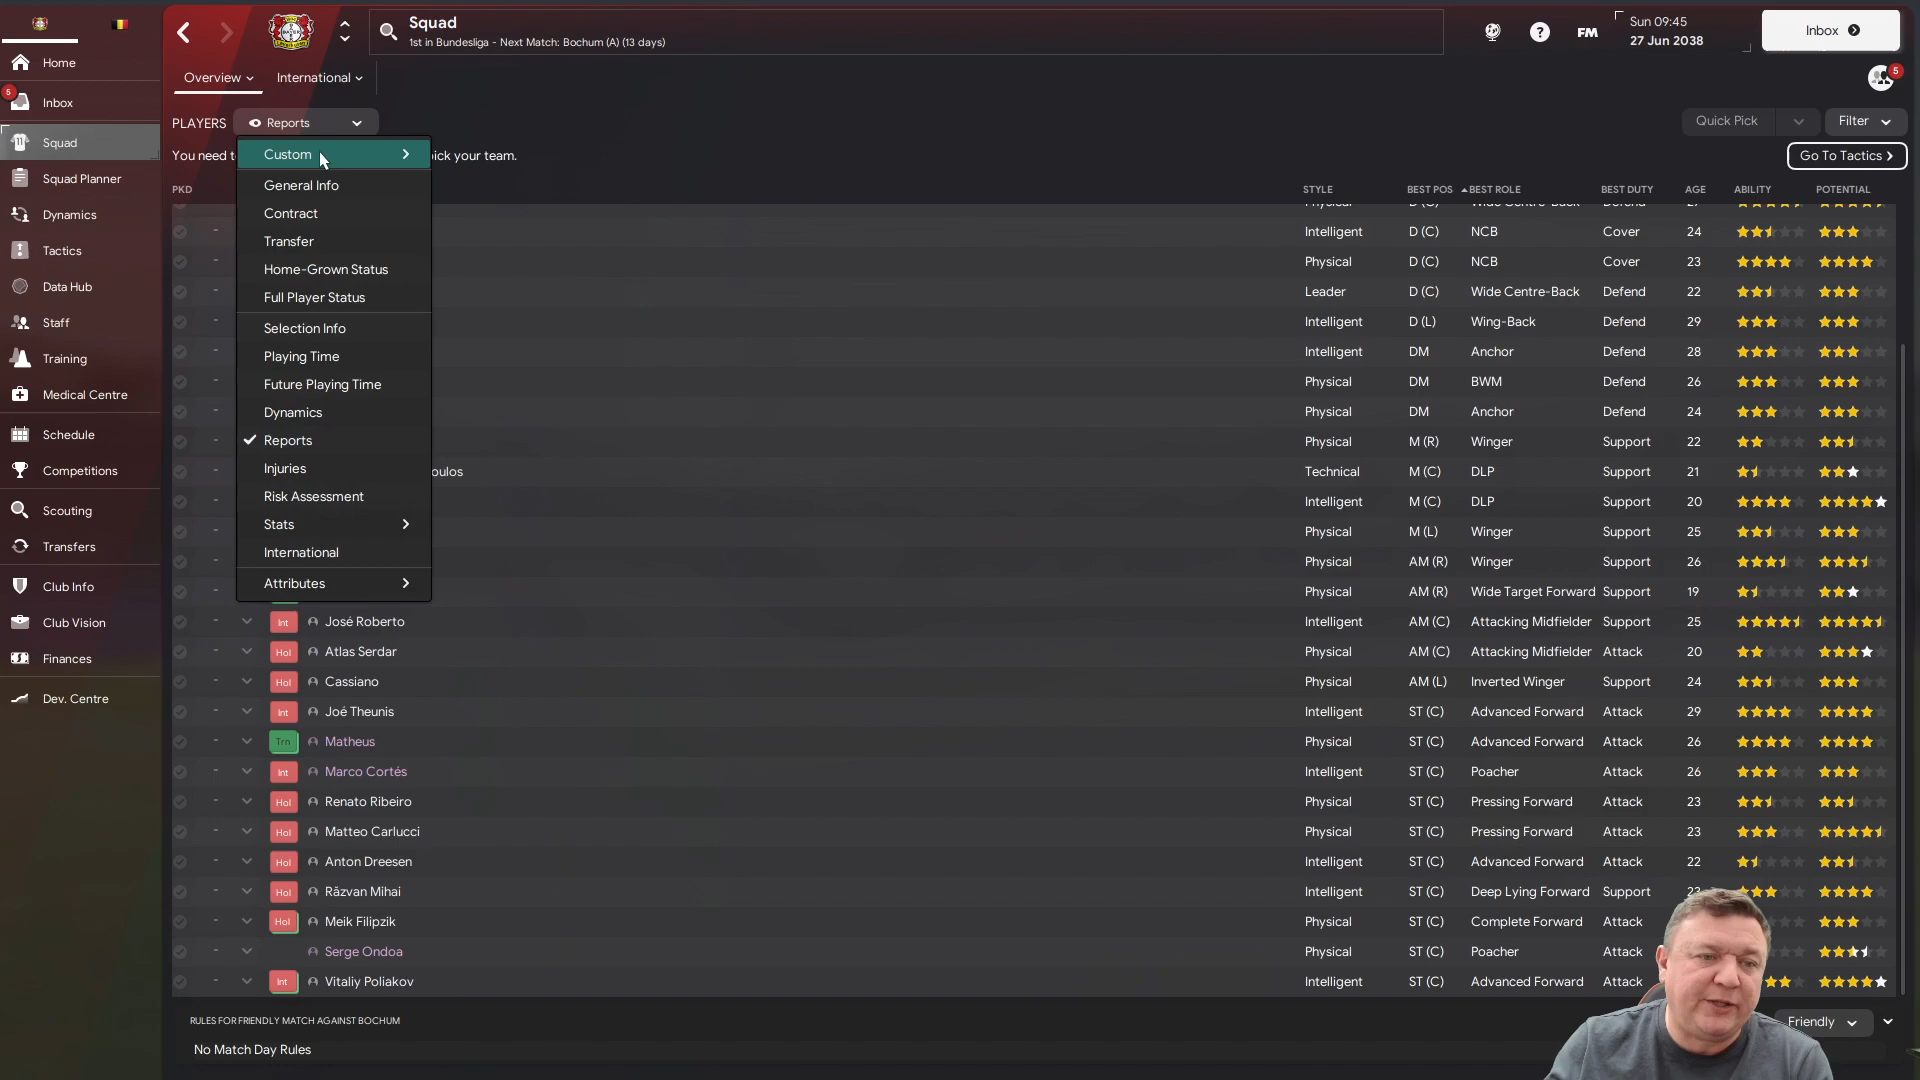 Squad
1st in Bundesliga - Next Match: Bochum (A) (13 days)
FM
Sun 09:45
27 Jun 2038
Inbox
Home
Overview
International
5
5
Inbox
PLAYERS
Reports
Quick Pick
Filter
Squad
You need t
Custom
ick your team.
Go To Tactics
Squad Planner
General Info
PKD
STYLE
BEST POS
BEST ROLE
BEST DUTY
AGE
ABILITY
POTENTIAL
Contract
Dynamics
Intelligent D (C) NCB Cover 24
Transfer
Tactics
Physical D (C) NCB Cover 23
Home-Grown Status
Data Hub
Leader D (C) Wide Centre-Back Defend 22
Full Player Status
Staff
Intelligent D (L) Wing-Back Defend 29
Selection Info
Training
Intelligent DM Anchor Defend 28
Playing Time
Physical DM BWM Defend 26
Future Playing Time
Medical Centre
Physical DM Anchor Defend 24
Dynamics
Schedule
Physical M (R) Winger Support 22
Reports
Competitions
oulos Technical M (C) DLP Support 21
Injuries
Intelligent M (C) DLP Support 20
Risk Assessment
Scouting
Physical M (L) Winger Support 25
Stats
Transfers
Physical AM (R) Winger Support 26
International
Club Info
Physical AM (R) Wide Target Forward Support 19
Attributes
Club Vision
Int José Roberto Intelligent AM (C) Attacking Midfielder Support 25
Finances
Hol Atlas Serdar Physical AM (C) Attacking Midfielder Attack 20
Hol Cassiano Physical AM (L) Inverted Winger Support 24
Dev. Centre
Int Joé Theunis Intelligent ST (C) Advanced Forward Attack 29
Trn Matheus Physical ST (C) Advanced Forward Attack 26
Int Marco Cortés Intelligent ST (C) Poacher Attack 26
Hol Renato Ribeiro Physical ST (C) Pressing Forward Attack 23
Hol Matteo Carlucci Physical ST (C) Pressing Forward Attack 23
Hol Anton Dreesen Intelligent ST (C) Advanced Forward Attack 22
Hol Răzvan Mihai Intelligent ST (C) Deep Lying Forward Support 23
Hol Meik Filipzik Physical ST (C) Complete Forward Attack
Serge Ondoa Physical ST (C) Poacher Attack
Int Vitaliy Poliakov Intelligent ST (C) Advanced Forward Attack
RULES FOR FRIENDLY MATCH AGAINST BOCHUM
Friendly
No Match Day Rules